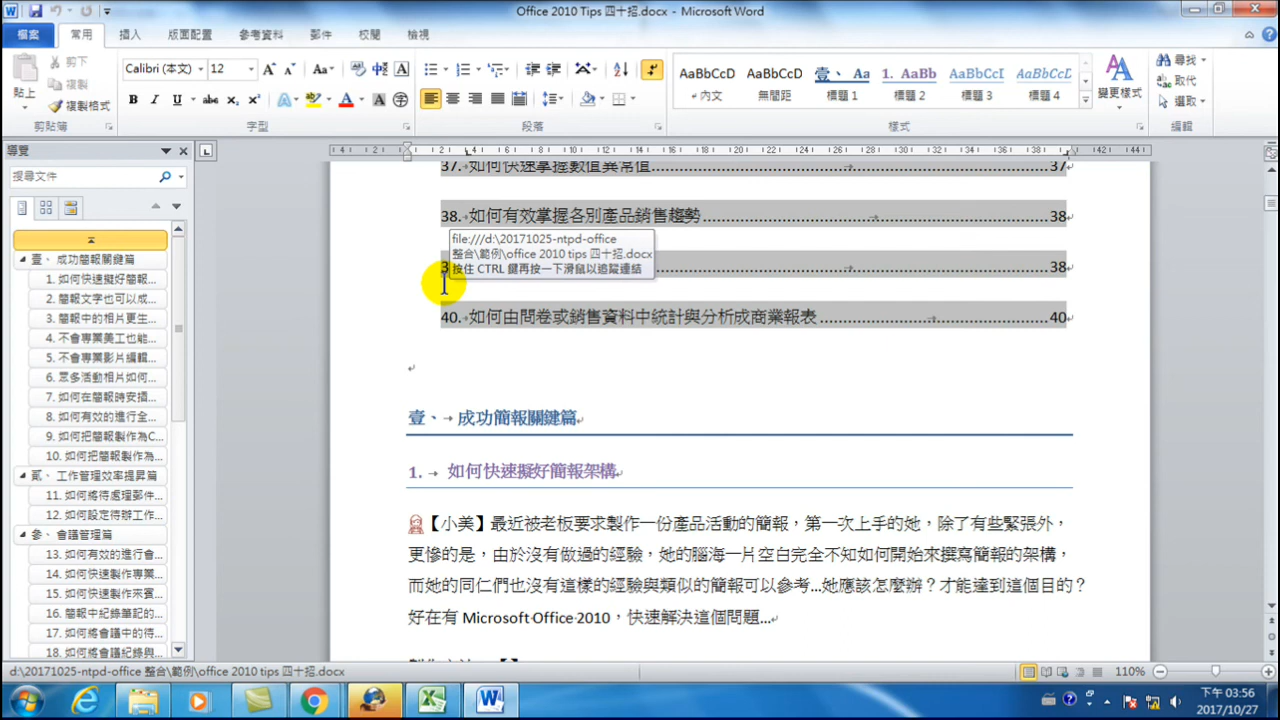 Office 2010 Tips 四十招.docx - Microsoft Word
檔案 常用 插入 版面配置 參考資料 郵件 校閱 檢視
貼上 剪下 複製 複製格式 剪貼簿
Calibri (本文) 12 字型
段落
AaBbCcD 內文 AaBbCcD 無間距 壹、 Aa 標題 1 1. AaBb 標題 2 AaBbCcI 標題 3 AaBbCcL 標題 4 變更樣式 樣式
尋找 取代 選取 編輯
導覽
搜尋文件
壹、 成功簡報關鍵篇
1. 如何快速擬好簡報...
2. 簡報文字也可以成...
3. 簡報中的相片更生...
4. 不會專業美工也能...
5. 不會專業影片編輯...
6. 眾多活動相片如何...
7. 如何在簡報時安插...
8. 如何有效的進行全...
9. 如何把簡報製作為C...
10. 如何把簡報製作為...
貳、 工作管理效率提昇篇
11. 如何將待處理郵件...
12. 如何設定待辦工作...
參、 會議管理篇
13. 如何有效的進行會...
14. 如何快速製作專業...
15. 如何快速製作來賓...
16. 簡報中紀錄筆記的...
17. 如何將會議中的待...
18. 如何將會議紀錄與...
37. 如何快速掌握數值異常值 37
38. 如何有效掌握各別產品銷售趨勢 38
file:///d:\20171025-ntpd-office
整合\範例\office 2010 tips 四十招.docx
按住 CTRL 鍵再按一下滑鼠以追蹤連結
3 38
40. 如何由問卷或銷售資料中統計與分析成商業報表 40
壹、 成功簡報關鍵篇
1. 如何快速擬好簡報架構
【小美】最近被老板要求製作一份產品活動的簡報，第一次上手的她，除了有些緊張外，
更慘的是，由於沒有做過的經驗，她的腦海一片空白完全不知如何開始來撰寫簡報的架構，
而她的同仁們也沒有這樣的經驗與類似的簡報可以參考...她應該怎麼辦？才能達到這個目的？
好在有 Microsoft Office 2010，快速解決這個問題...
d:\20171025-ntpd-office 整合\範例\office 2010 tips 四十招.docx
110%
下午 03:56
2017/10/27